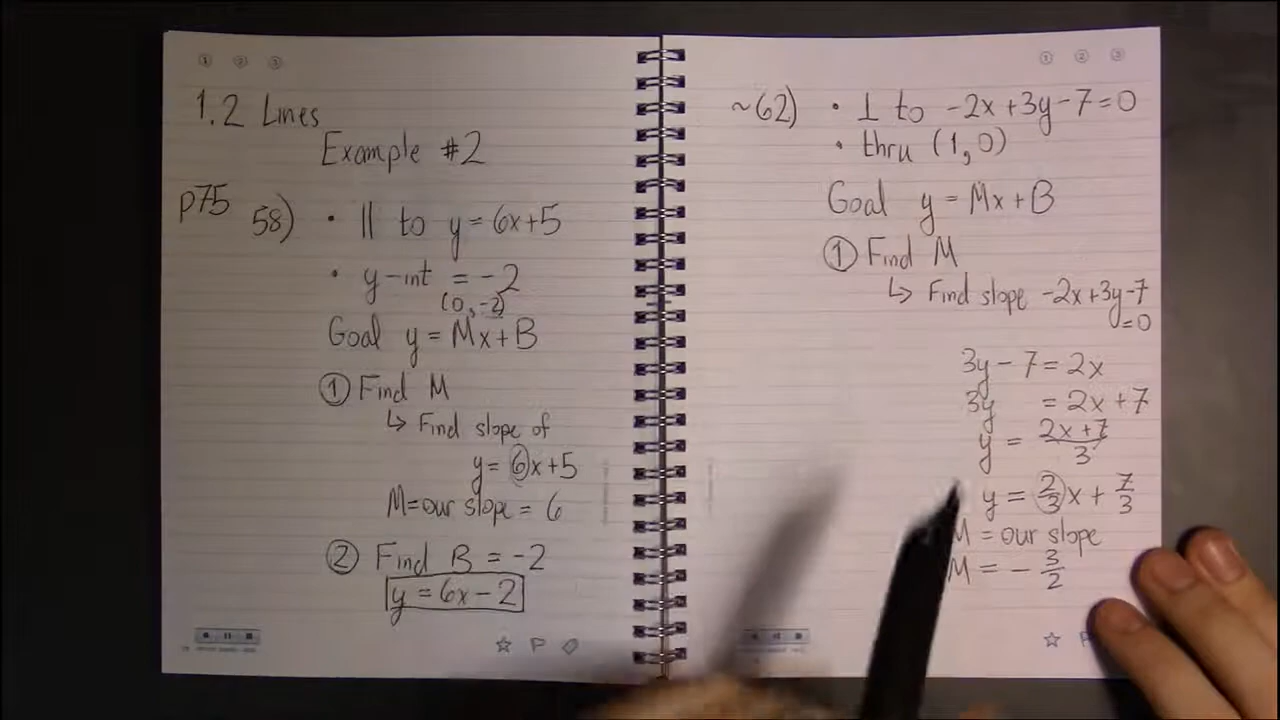 1.2 Lines
Example #2
p75 58) • || to y = 6x+5
• y-int = -2
(0,-2)
Goal y = Mx+B
① Find M
↳ Find slope of
y = 6x+5
M = our slope = 6
② Find B = -2
y = 6x-2
~62) • ⊥ to -2x+3y-7=0
• thru (1,0)
Goal y = Mx+B
① Find M
↳ Find slope -2x+3y-7
=0
3y-7 = 2x
3y = 2x+7
y = 2x+7/3
y = 2/3x + 7/3
M = our slope
M = -3/2